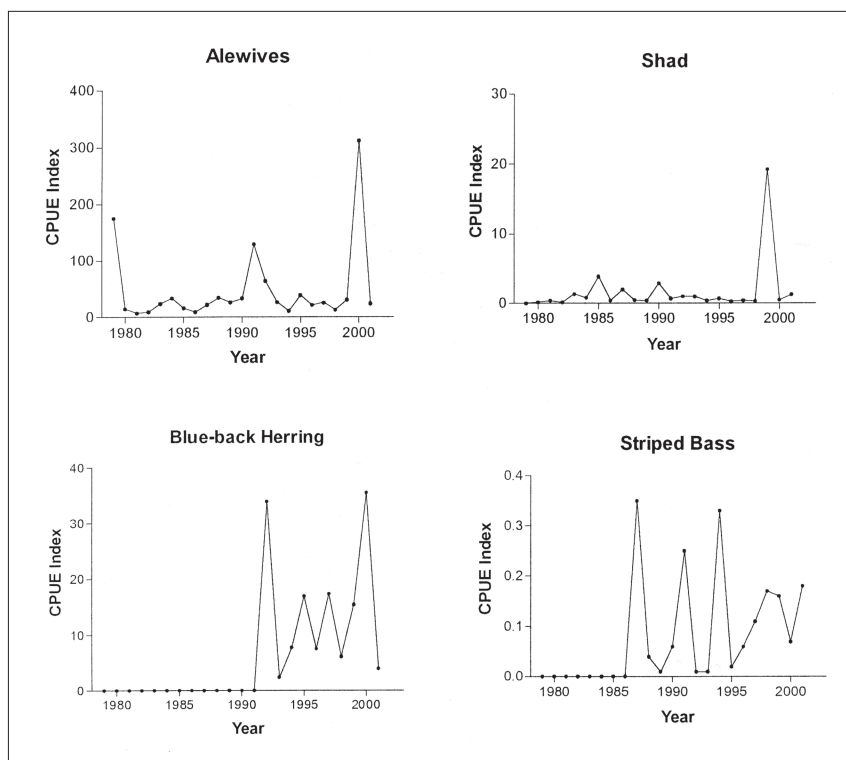 Alewives
400
300
200
100
0
CPUE Index
1980 1985 1990 1995 2000
Year
Shad
30
20
10
0
CPUE Index
1980 1985 1990 1995 2000
Year
Blue-back Herring
40
30
20
10
0
CPUE Index
1980 1985 1990 1995 2000
Year
Striped Bass
0.4
0.3
0.2
0.1
0.0
CPUE Index
1980 1985 1990 1995 2000
Year